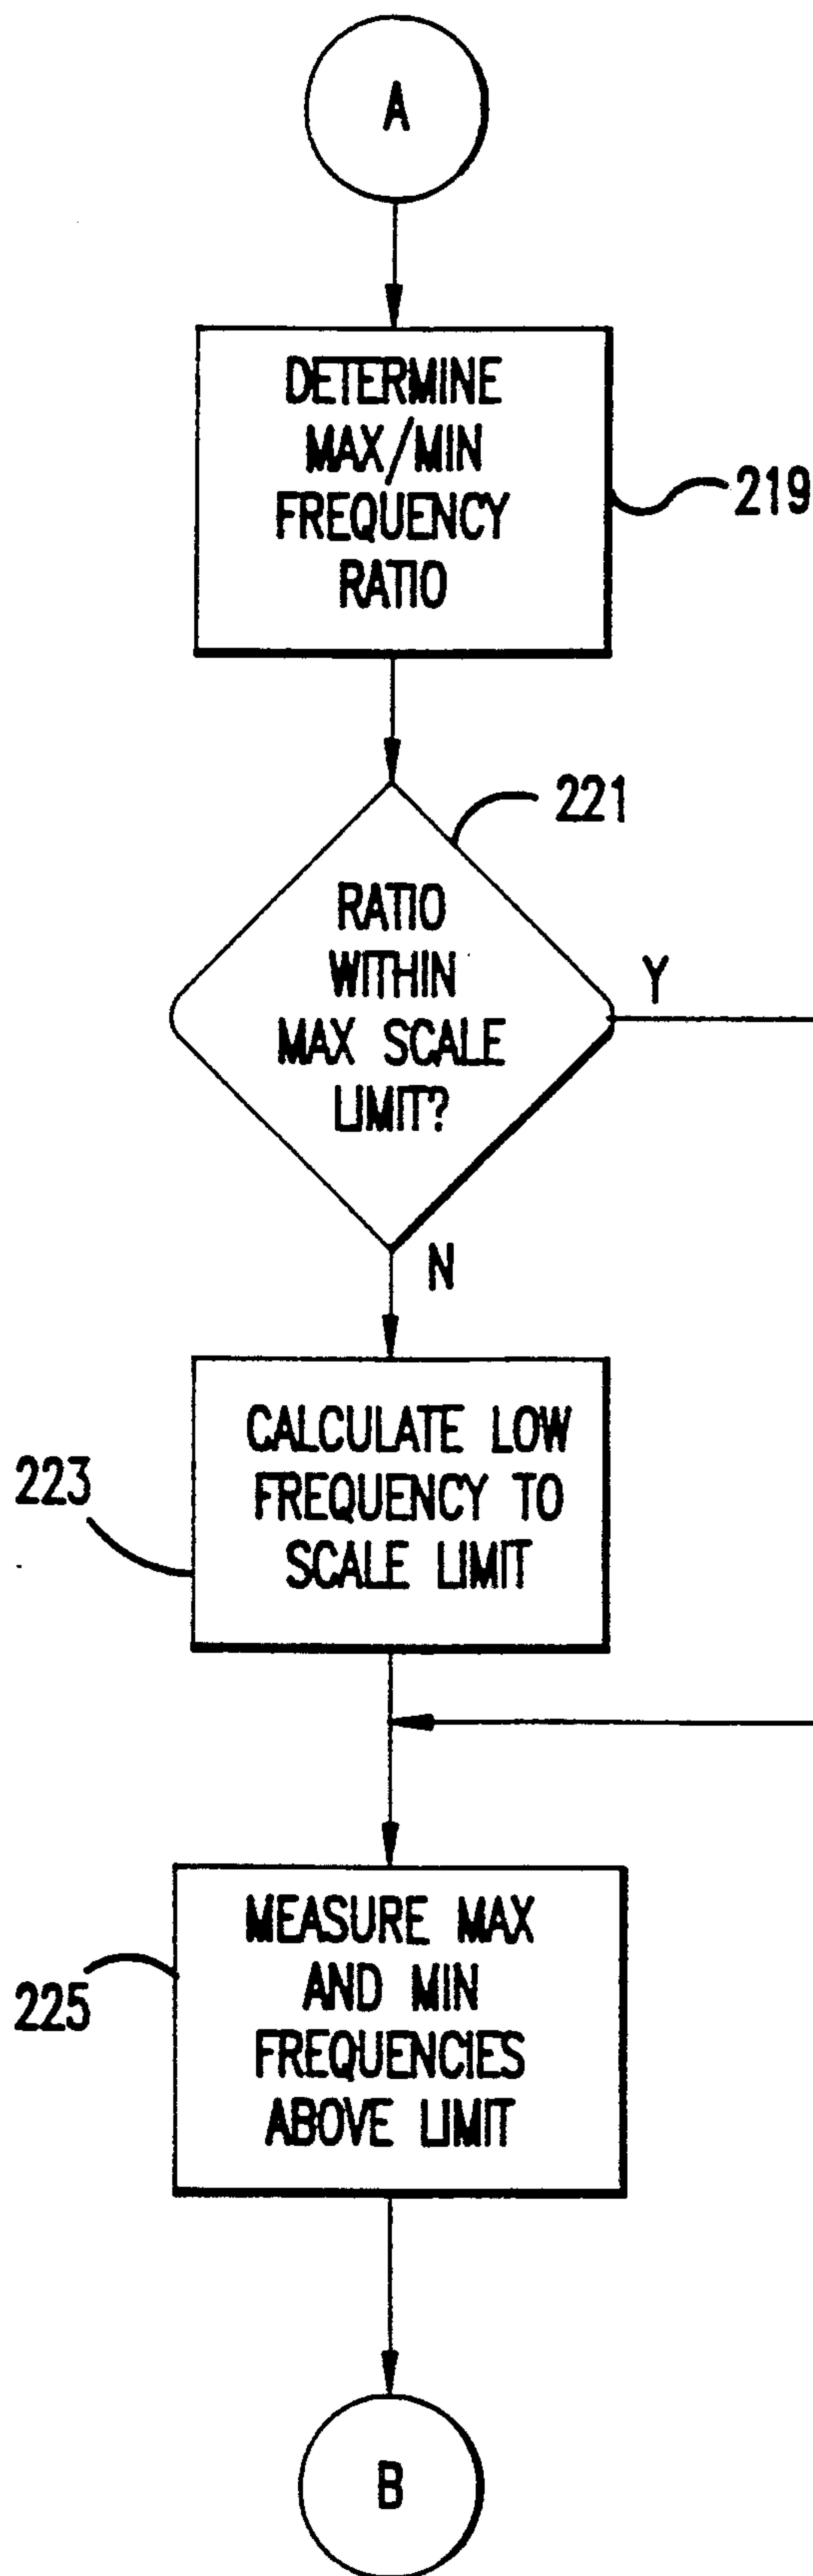 A
DETERMINE
MAX/MIN
FREQUENCY
RATIO
219
221
RATIO
WITHIN
MAX SCALE
LIMIT?
Y
N
CALCULATE LOW
FREQUENCY TO
SCALE LIMIT
223
MEASURE MAX
AND MIN
FREQUENCIES
ABOVE LIMIT
225
B